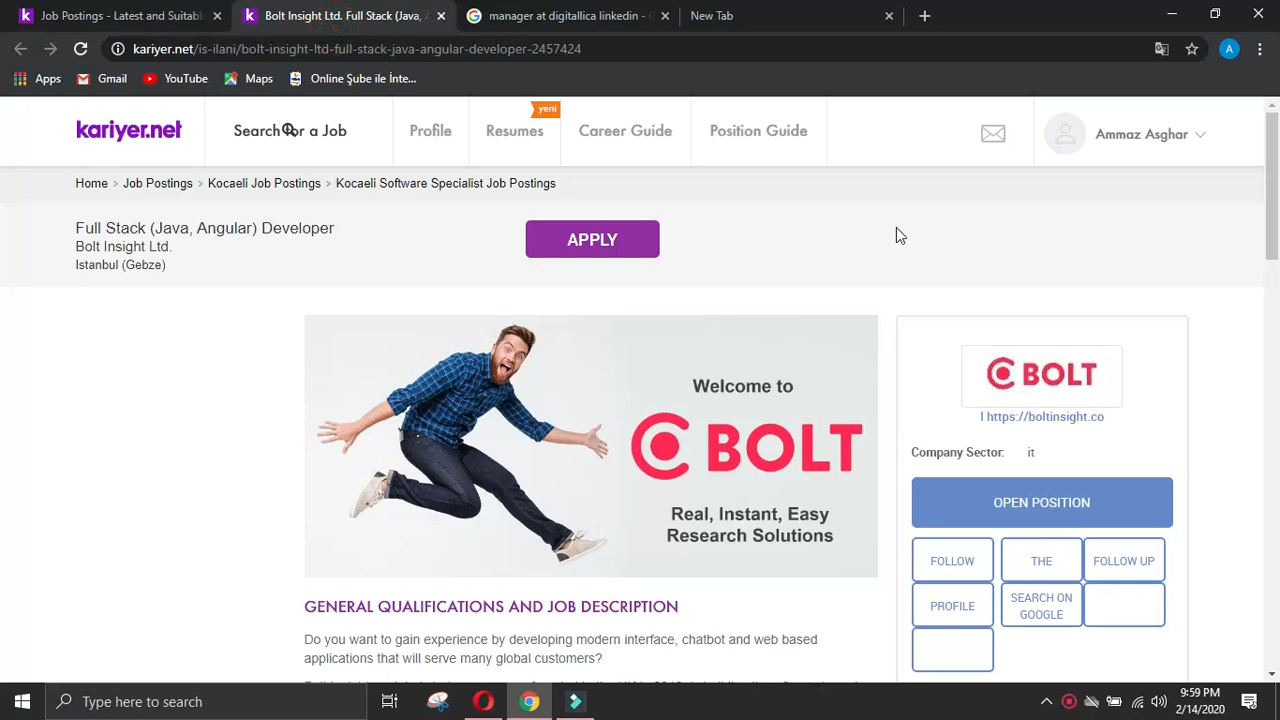 Job Postings - Latest and Suitabl
Bolt Insight Ltd. Full Stack (Java, A
manager at digitallica linkedin - G
New Tab
kariyer.net/is-ilani/bolt-insight-ltd-full-stack-java-angular-developer-2457424
A
Apps
Gmail
YouTube
Maps
Online Şube ile İnte...
kariyer.net
Search for a Job
Profile
yeni
Resumes
Career Guide
Position Guide
Ammaz Asghar
Home > Job Postings > Kocaeli Job Postings > Kocaeli Software Specialist Job Postings
Full Stack (Java, Angular) Developer
Bolt Insight Ltd.
Istanbul (Gebze)
APPLY
Welcome to
BOLT
Real, Instant, Easy
Research Solutions
BOLT
l https://boltinsight.co
Company Sector: it
OPEN POSITION
FOLLOW
THE
FOLLOW UP
PROFILE
SEARCH ON
GOOGLE
GENERAL QUALIFICATIONS AND JOB DESCRIPTION
Do you want to gain experience by developing modern interface, chatbot and web based
applications that will serve many global customers?
Type here to search
9:59 PM
2/14/2020